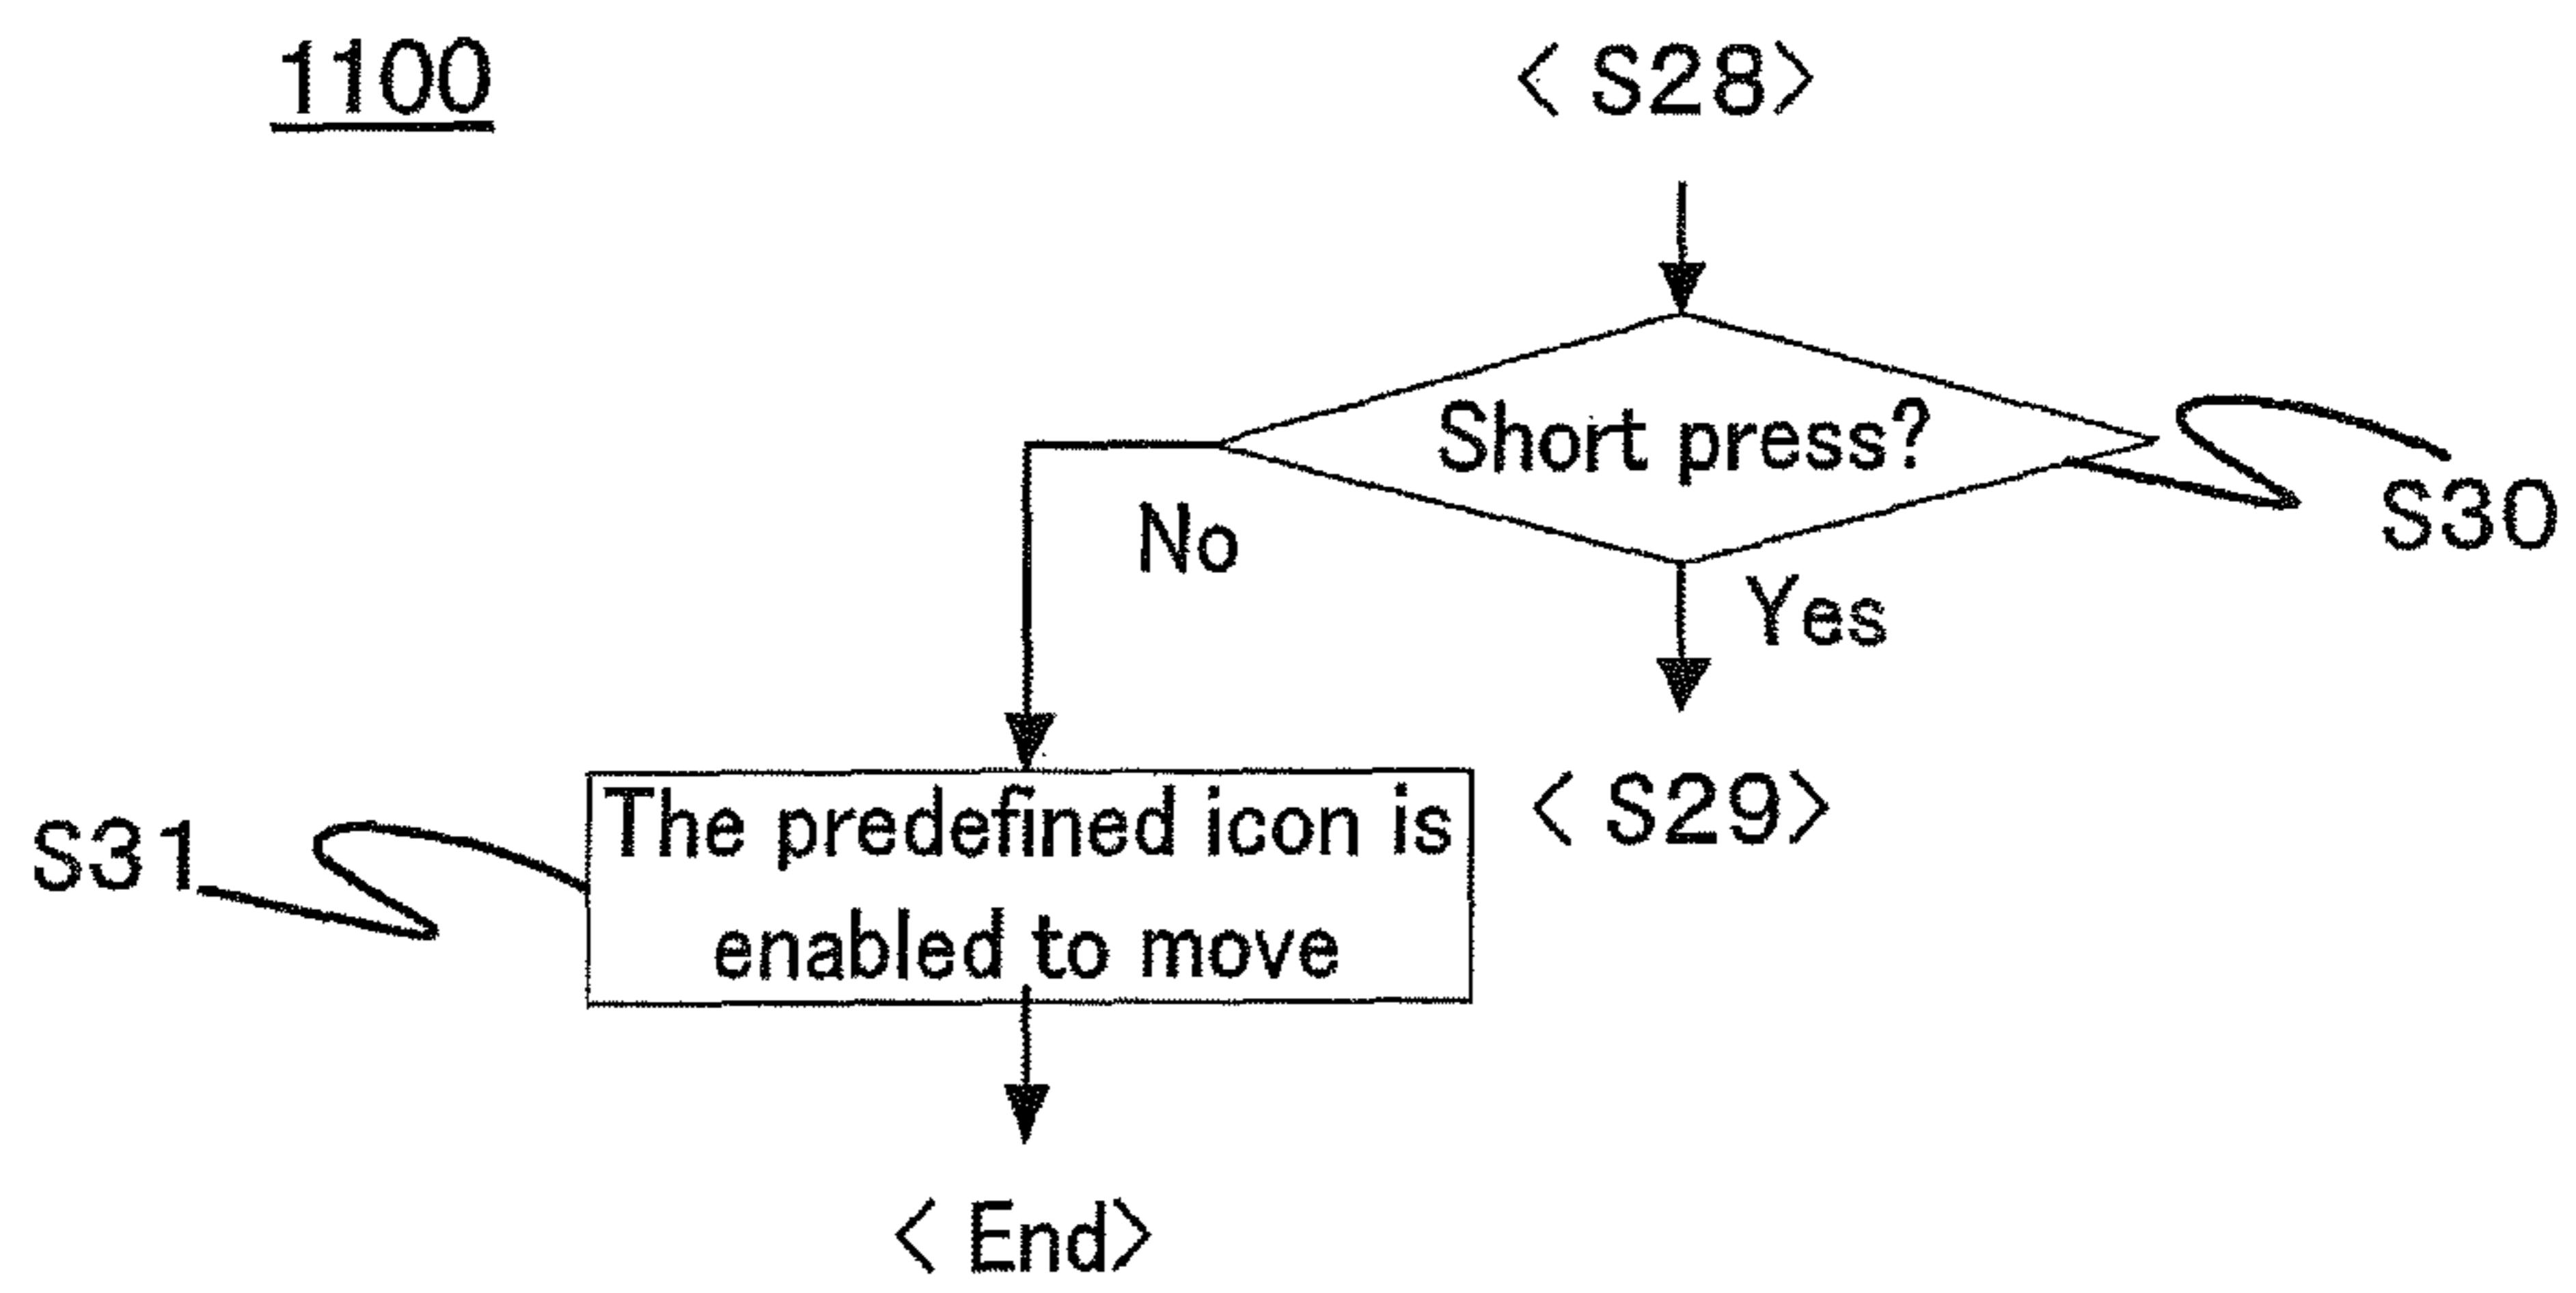 1100
< S28>
Short press?
S30
No
Yes
The predefined icon is
enabled to move
S31
< S29>
< End>